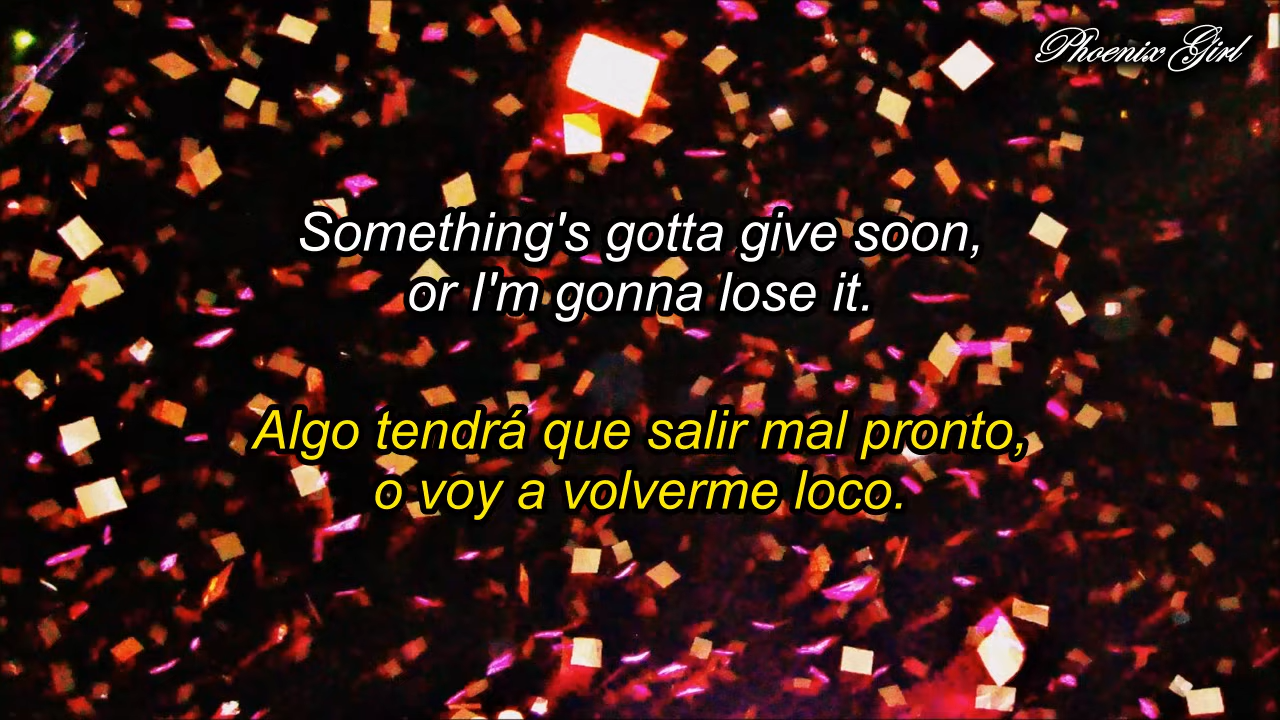 Phoenix Girl
Something's gotta give soon,
or I'm gonna lose it.
Algo tendrá que salir mal pronto,
o voy a volverme loco.